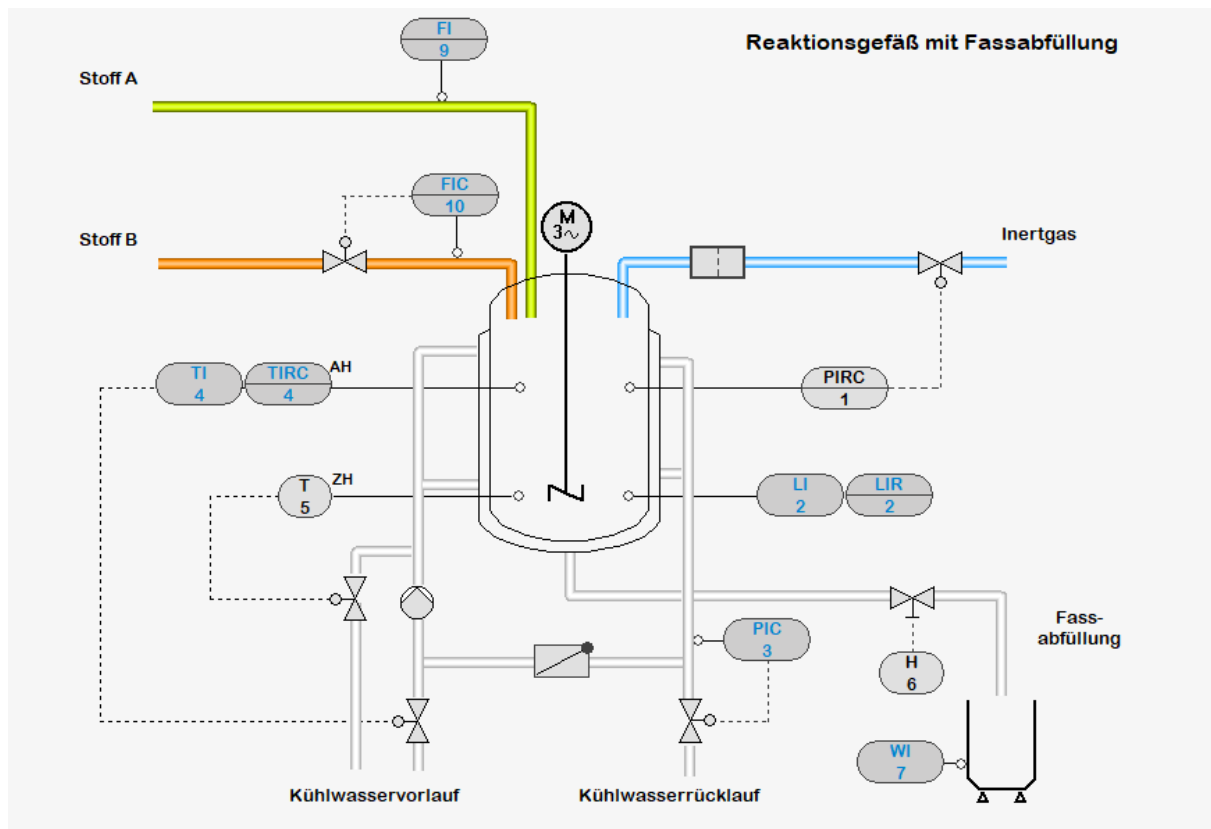 FI
9
Reaktionsgefäß mit Fassabfüllung
Stoff A
FIC
10
M
3~
Stoff B
Inertgas
TI
4
TIRC
4
AH
PIRC
1
T
5
ZH
LI
2
LIR
2
PIC
3
Fass-
abfüllung
H
6
WI
7
Kühlwasservorlauf
Kühlwasserrücklauf